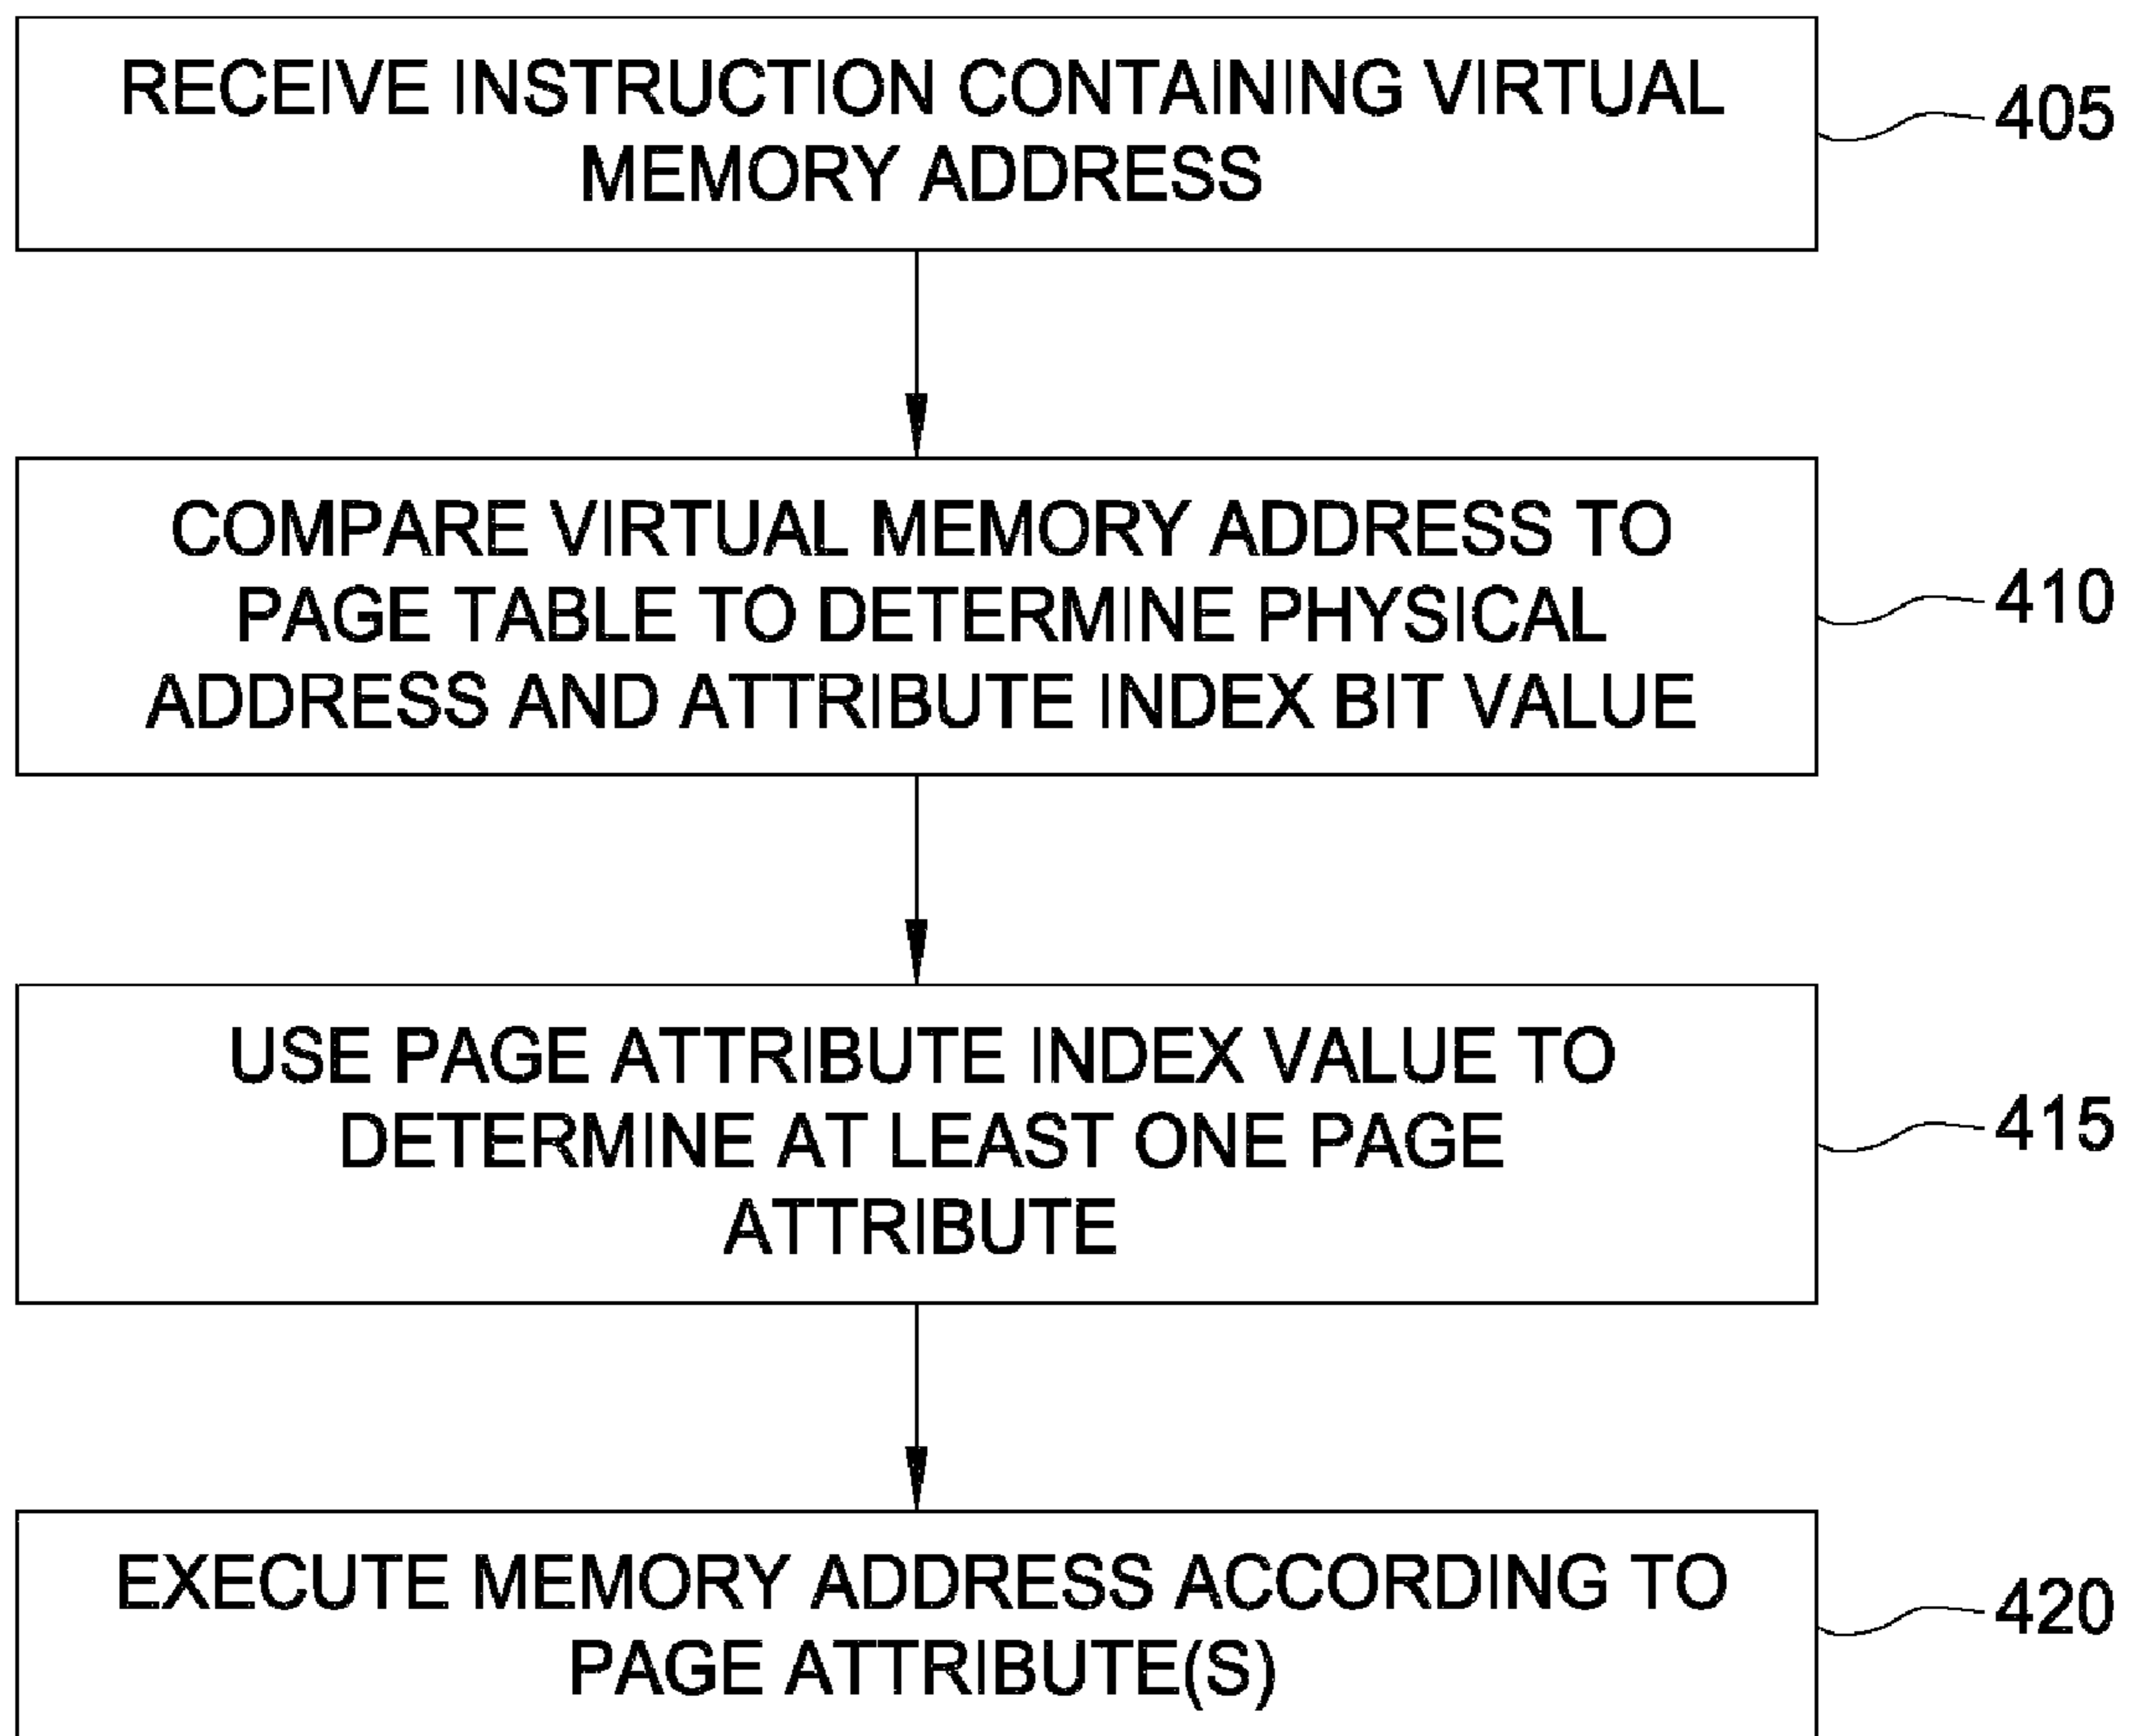 RECEIVE INSTRUCTION CONTAINING VIRTUAL
MEMORY ADDRESS
405
COMPARE VIRTUAL MEMORY ADDRESS TO
PAGE TABLE TO DETERMINE PHYSICAL
ADDRESS AND ATTRIBUTE INDEX BIT VALUE
410
USE PAGE ATTRIBUTE INDEX VALUE TO
DETERMINE AT LEAST ONE PAGE
ATTRIBUTE
415
EXECUTE MEMORY ADDRESS ACCORDING TO
PAGE ATTRIBUTE(S)
420